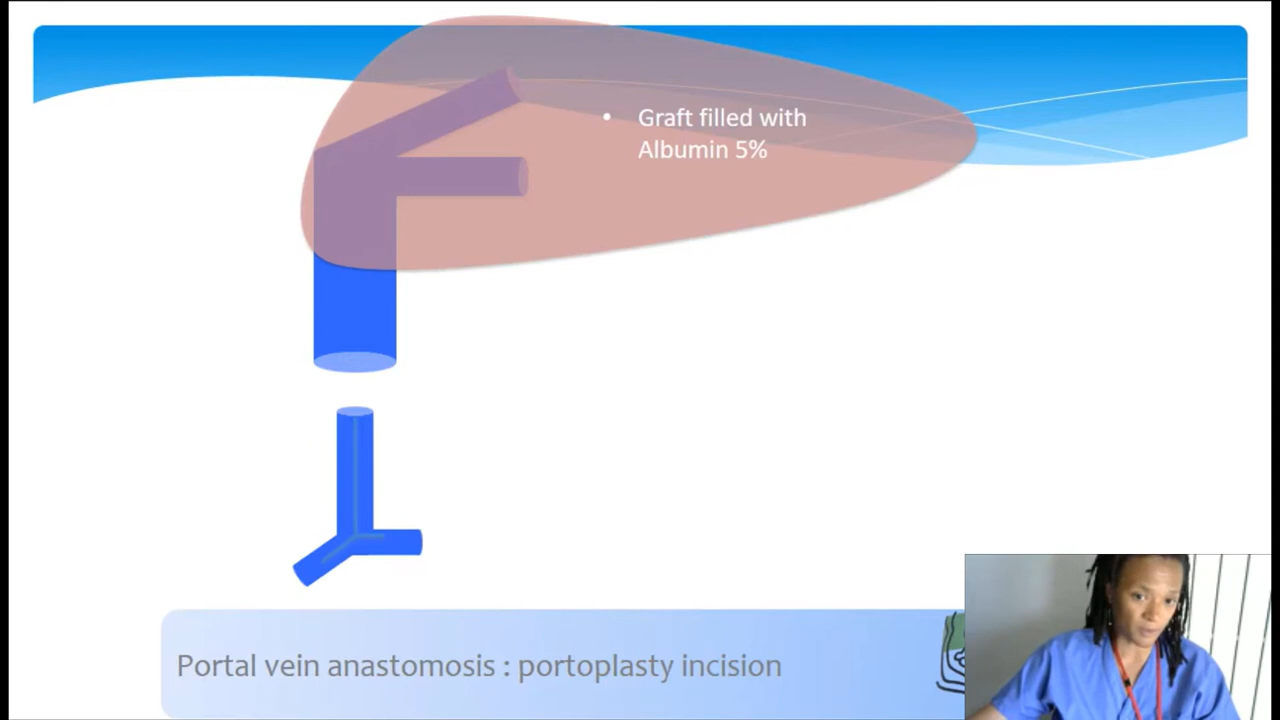 • Graft filled with
Albumin 5%
Portal vein anastomosis : portoplasty incision